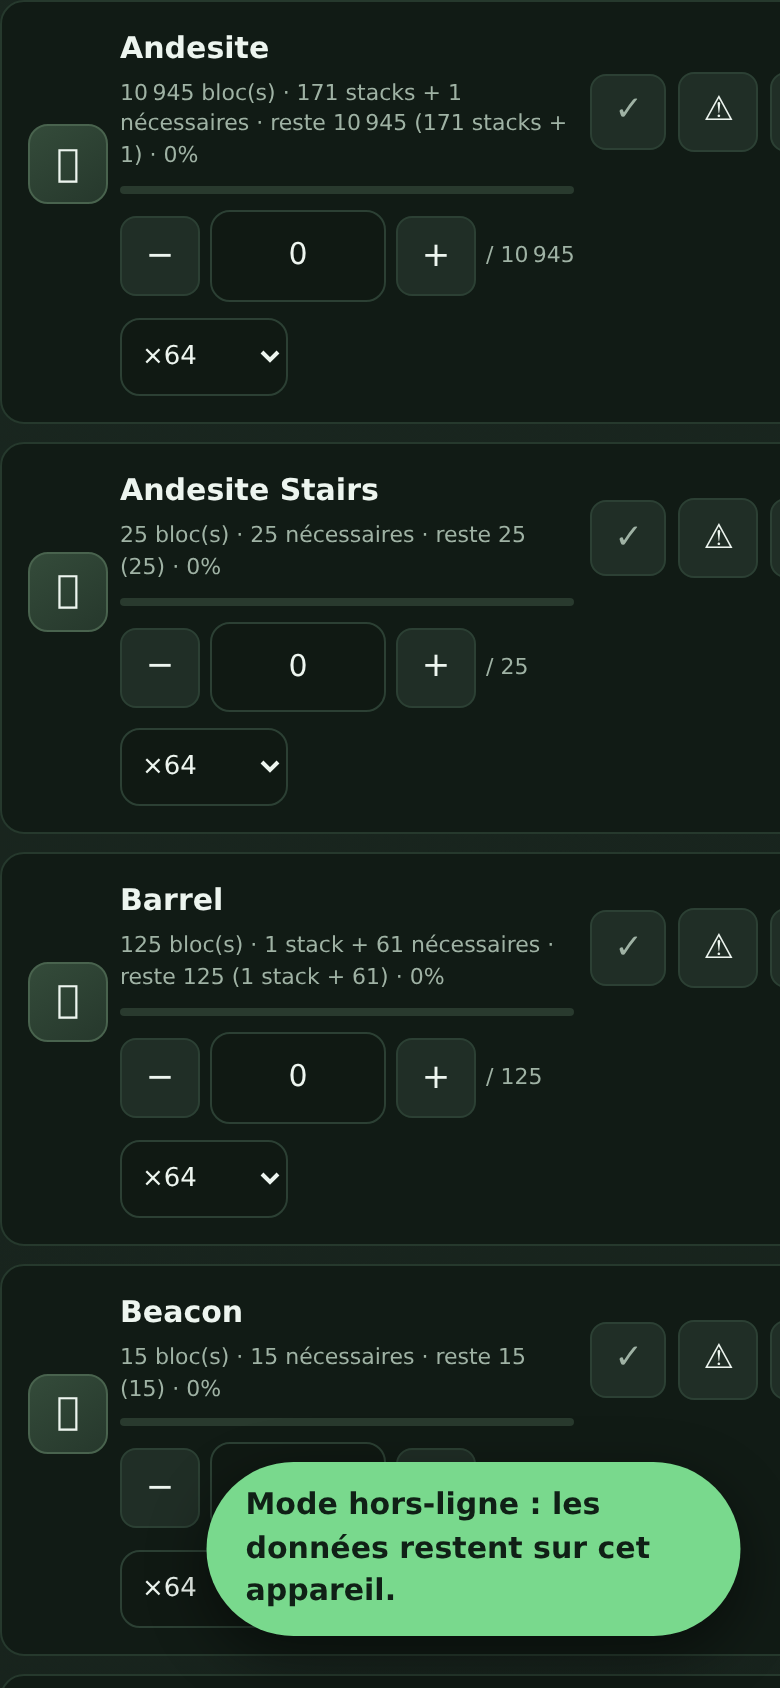 Andesite
10 945 bloc(s) · 171 stacks + 1
nécessaires · reste 10 945 (171 stacks +
1) · 0%
✓ ⚠
− 0 + / 10 945
×64
Andesite Stairs
25 bloc(s) · 25 nécessaires · reste 25
(25) · 0%
✓ ⚠
− 0 + / 25
×64
Barrel
125 bloc(s) · 1 stack + 61 nécessaires ·
reste 125 (1 stack + 61) · 0%
✓ ⚠
− 0 + / 125
×64
Beacon
15 bloc(s) · 15 nécessaires · reste 15
(15) · 0%
✓ ⚠
−
×64
Mode hors-ligne : les
données restent sur cet
appareil.